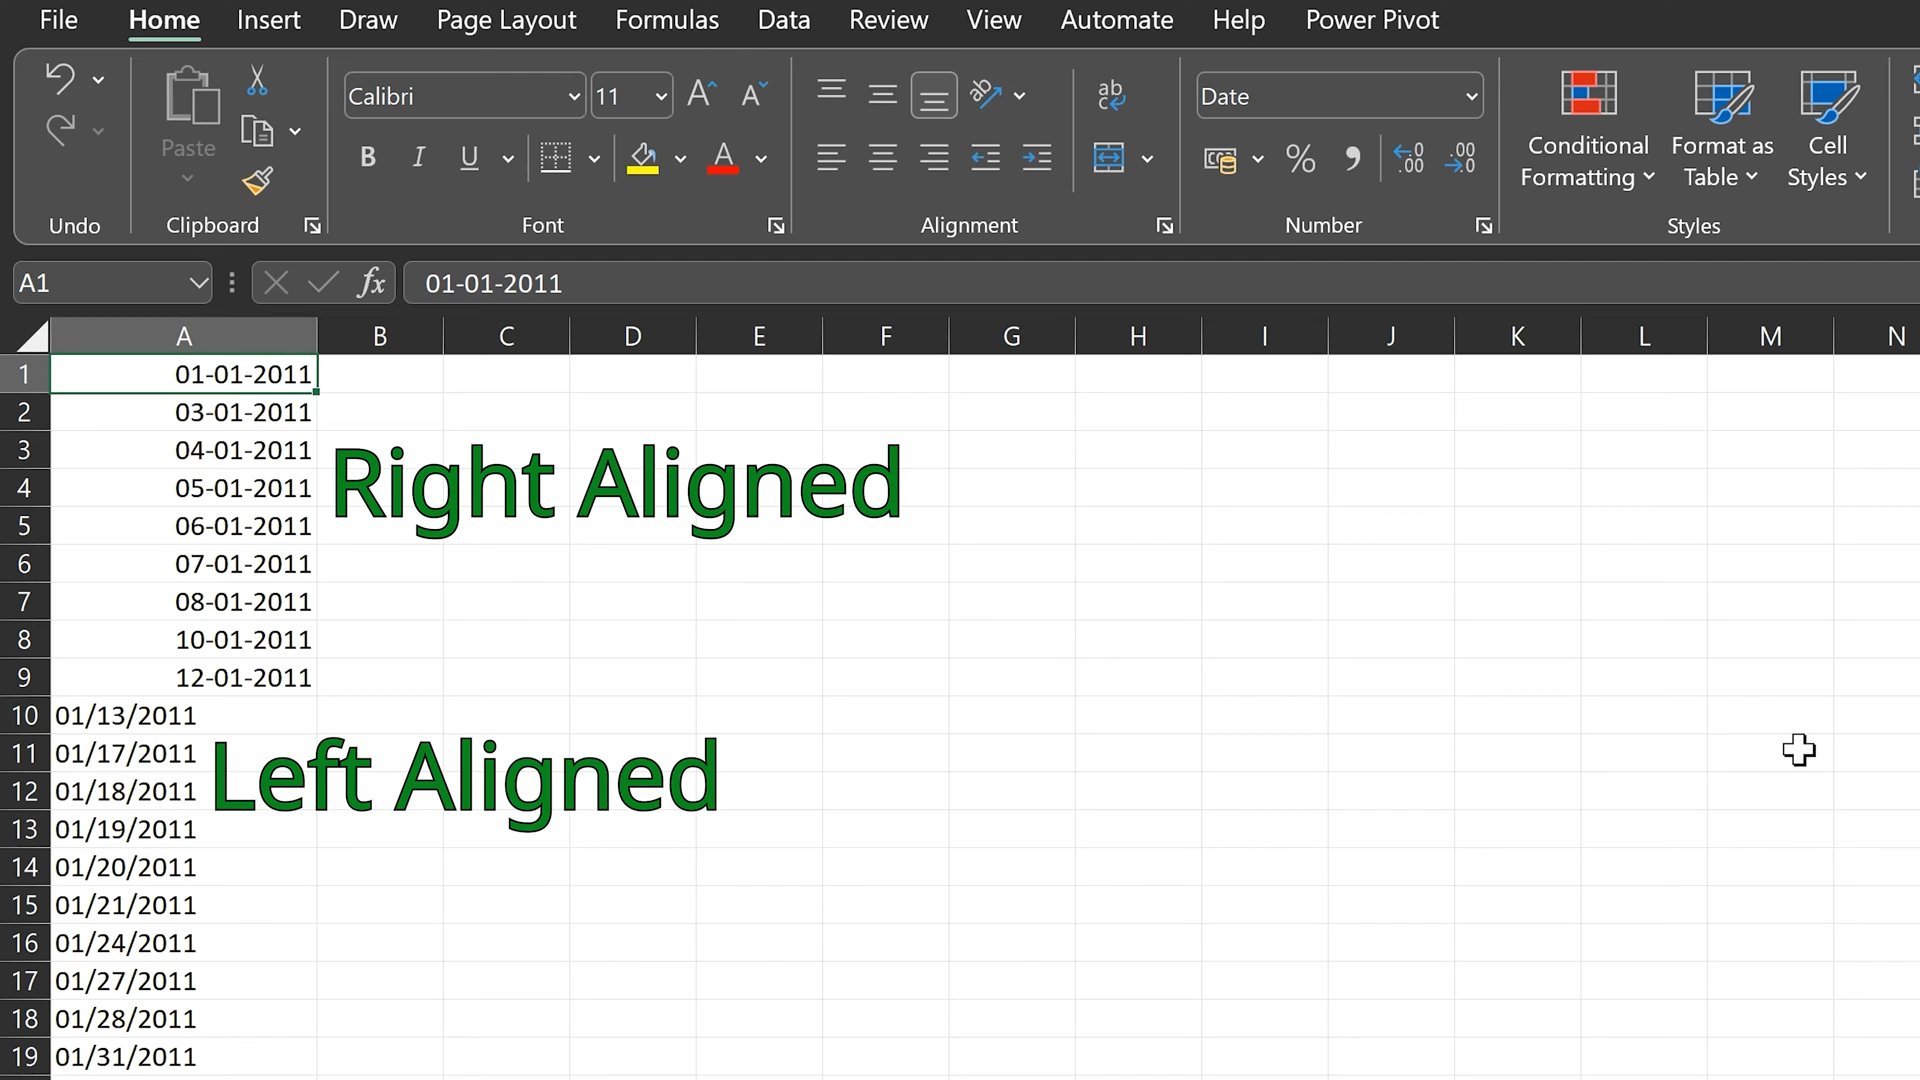 File Home Insert Draw Page Layout Formulas Data Review View Automate Help Power Pivot
Calibri 11 Date
Paste B I U A % Conditional Formatting Format as Table Cell Styles
Undo Clipboard Font Alignment Number Styles
A1 fx 01-01-2011
A B C D E F G H I J K L M N
1 01-01-2011
2 03-01-2011
3 04-01-2011
Right Aligned
4 05-01-2011
5 06-01-2011
6 07-01-2011
7 08-01-2011
8 10-01-2011
9 12-01-2011
10 01/13/2011
11 01/17/2011
Left Aligned
12 01/18/2011
13 01/19/2011
14 01/20/2011
15 01/21/2011
16 01/24/2011
17 01/27/2011
18 01/28/2011
19 01/31/2011